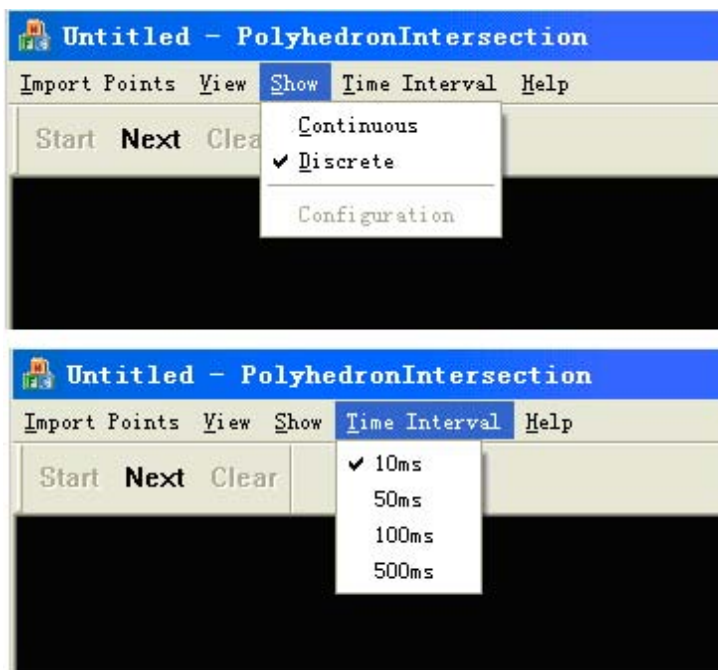 Untitled - PolyhedronIntersection
Import Points View Show Time Interval Help
Start Next Clea
Continuous
✔ Discrete
Configuration
Untitled - PolyhedronIntersection
Import Points View Show Time Interval Help
Start Next Clear
✔ 10ms
50ms
100ms
500ms